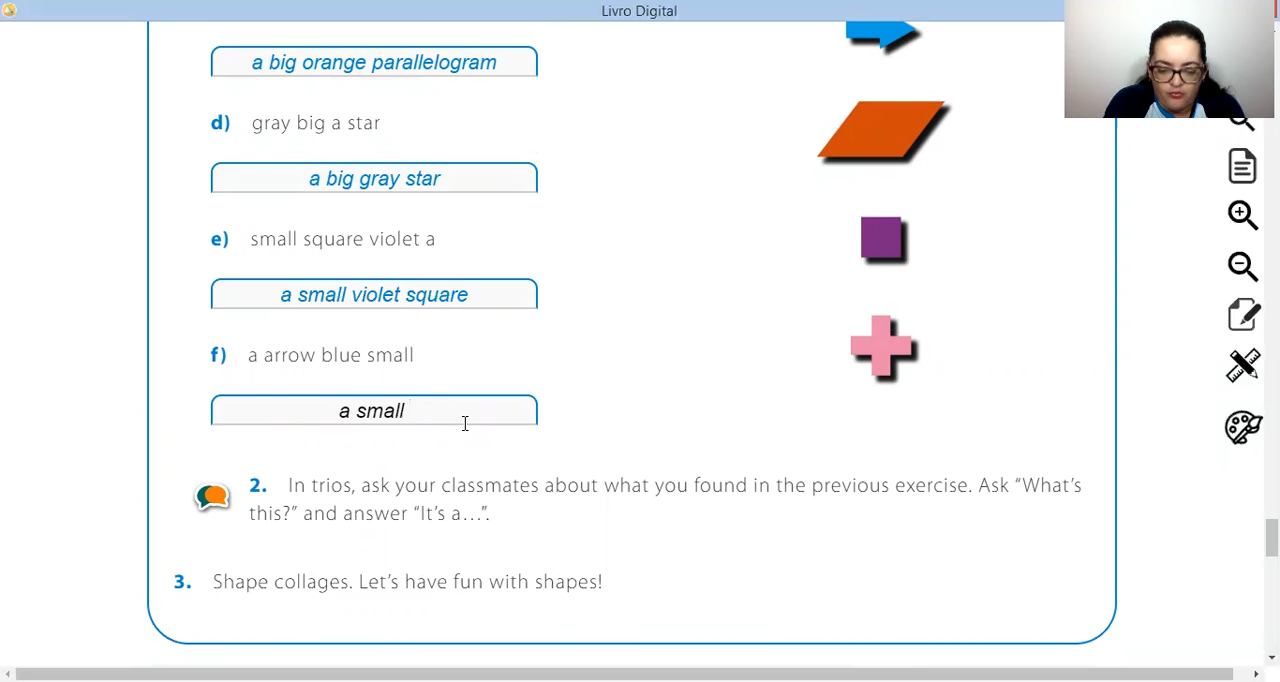 Livro Digital
a big orange parallelogram
d) gray big a star
a big gray star
e) small square violet a
a small violet square
f) a arrow blue small
a small
2. In trios, ask your classmates about what you found in the previous exercise. Ask “What's
this?” and answer “It's a…”.
3. Shape collages. Let's have fun with shapes!